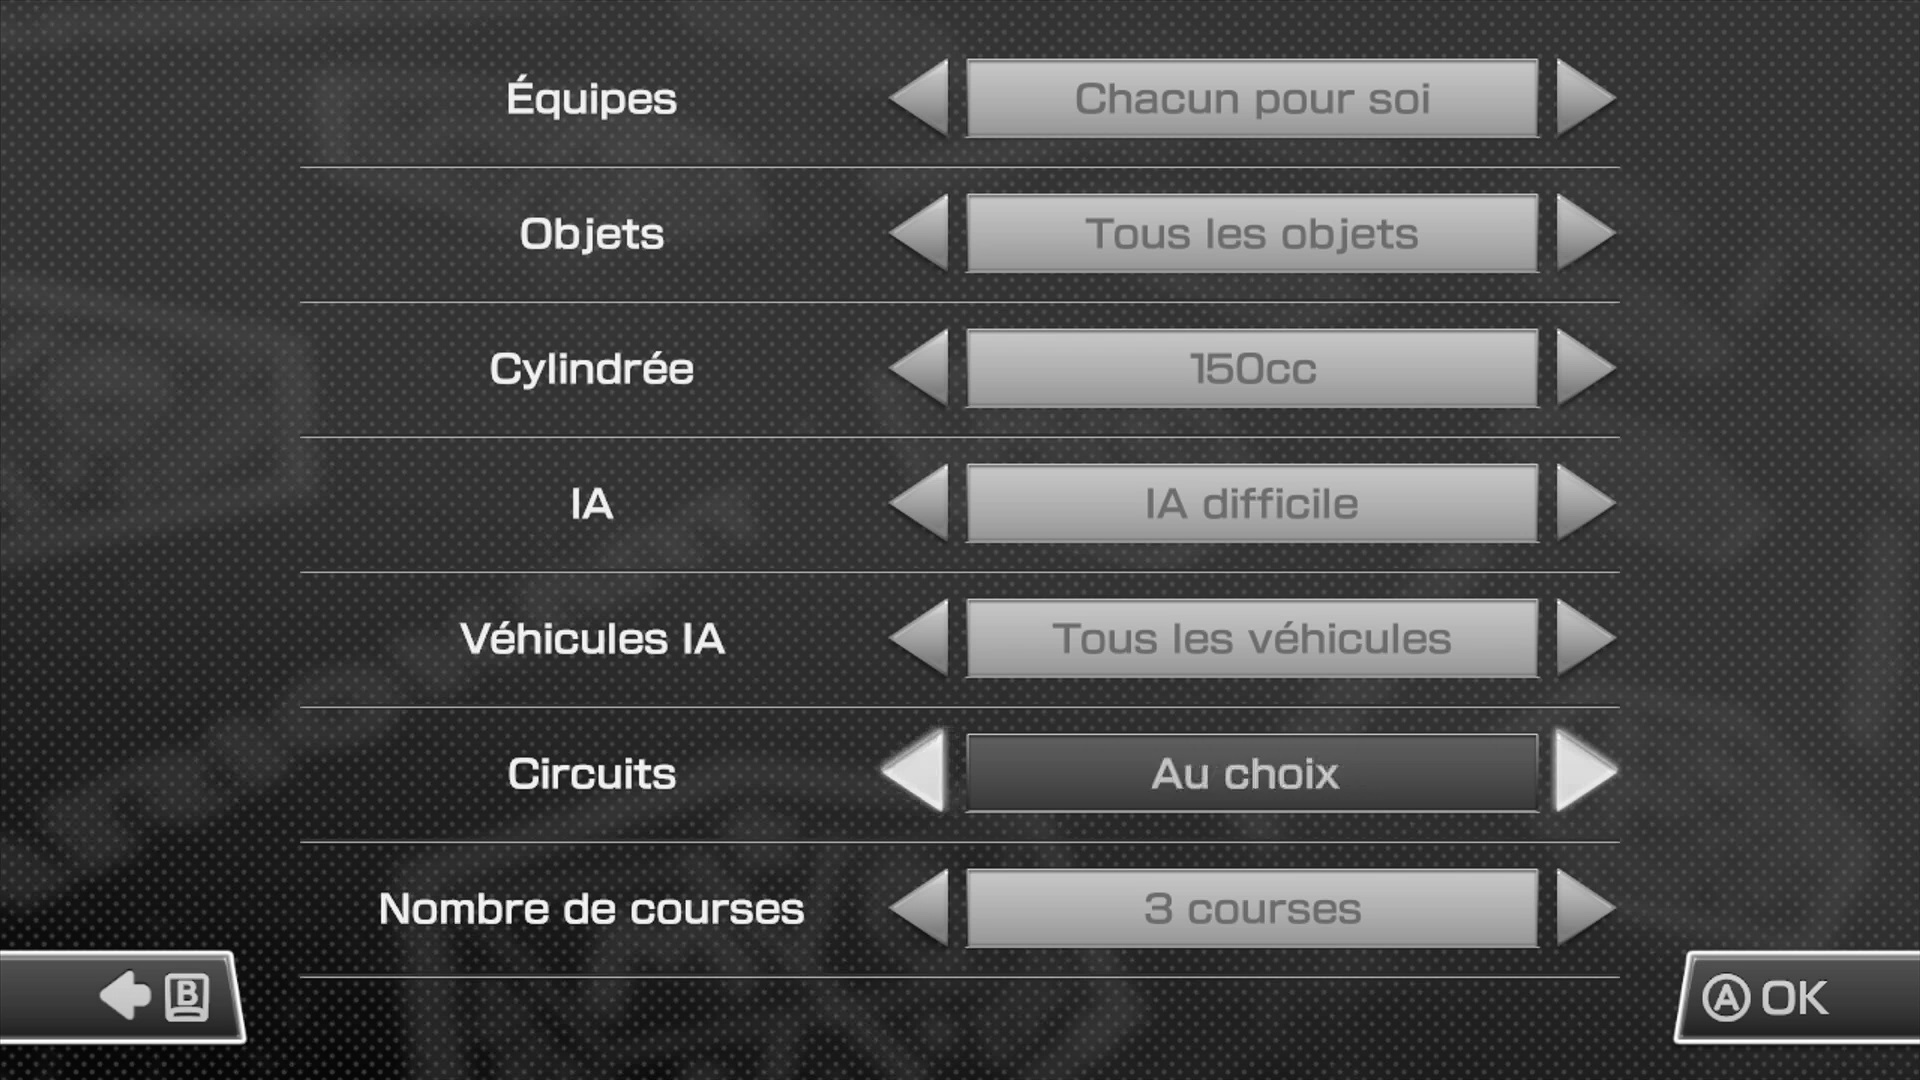 Équipes
Chacun pour soi
Objets
Tous les objets
Cylindrée
150cc
IA
IA difficile
Véhicules IA
Tous les véhicules
Circuits
Au choix
Nombre de courses
3 courses
B
A OK